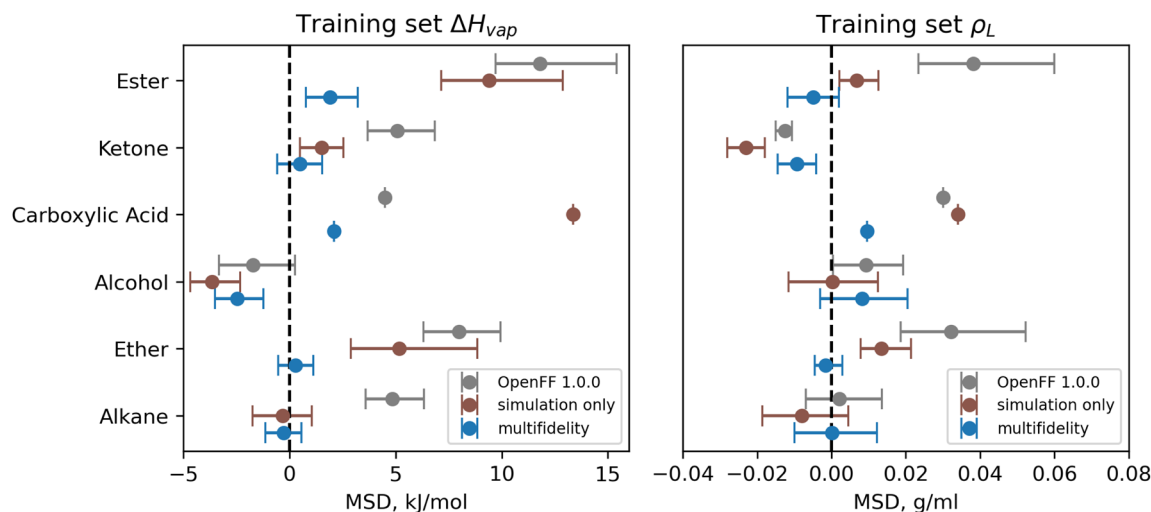 Training set ΔH_vap
Training set ρ_L
Ester
Ketone
Carboxylic Acid
Alcohol
Ether
Alkane
OpenFF 1.0.0
simulation only
multifidelity
OpenFF 1.0.0
simulation only
multifidelity
−5 0 5 10 15
−0.04 −0.02 0.00 0.02 0.04 0.06 0.08
MSD, kJ/mol
MSD, g/ml